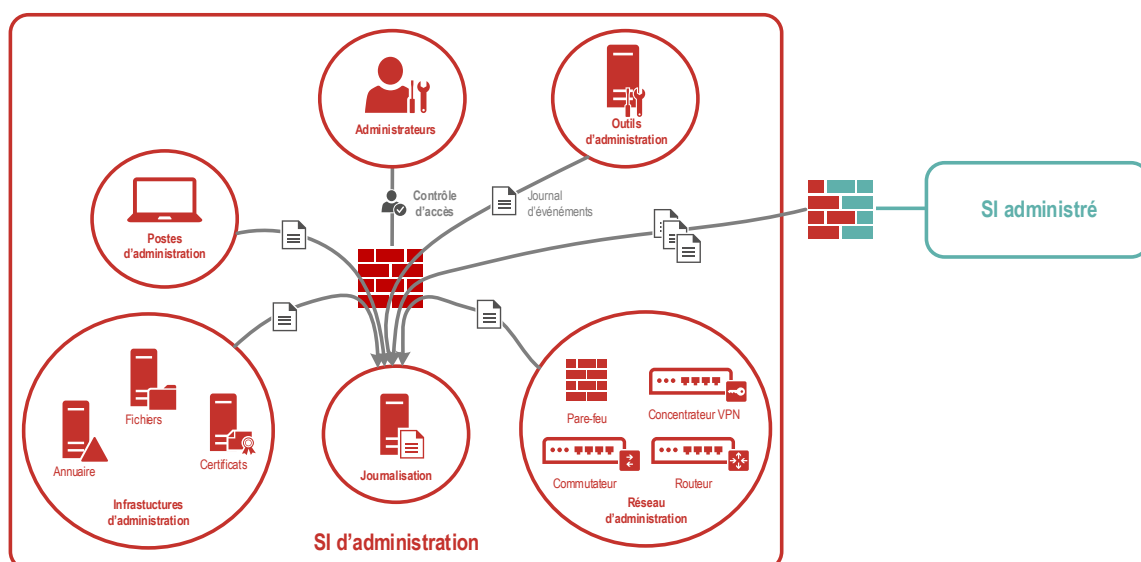 Administrateurs
Outils
d'administration
Contrôle
d'accès
Journal
d'événéments
Postes
d'administration
SI administré
Fichiers
Annuaire
Certificats
Infrastuctures
d'administration
Journalisation
Pare-feu
Concentrateur VPN
Commutateur
Routeur
Réseau
d'administration
SI d'administration